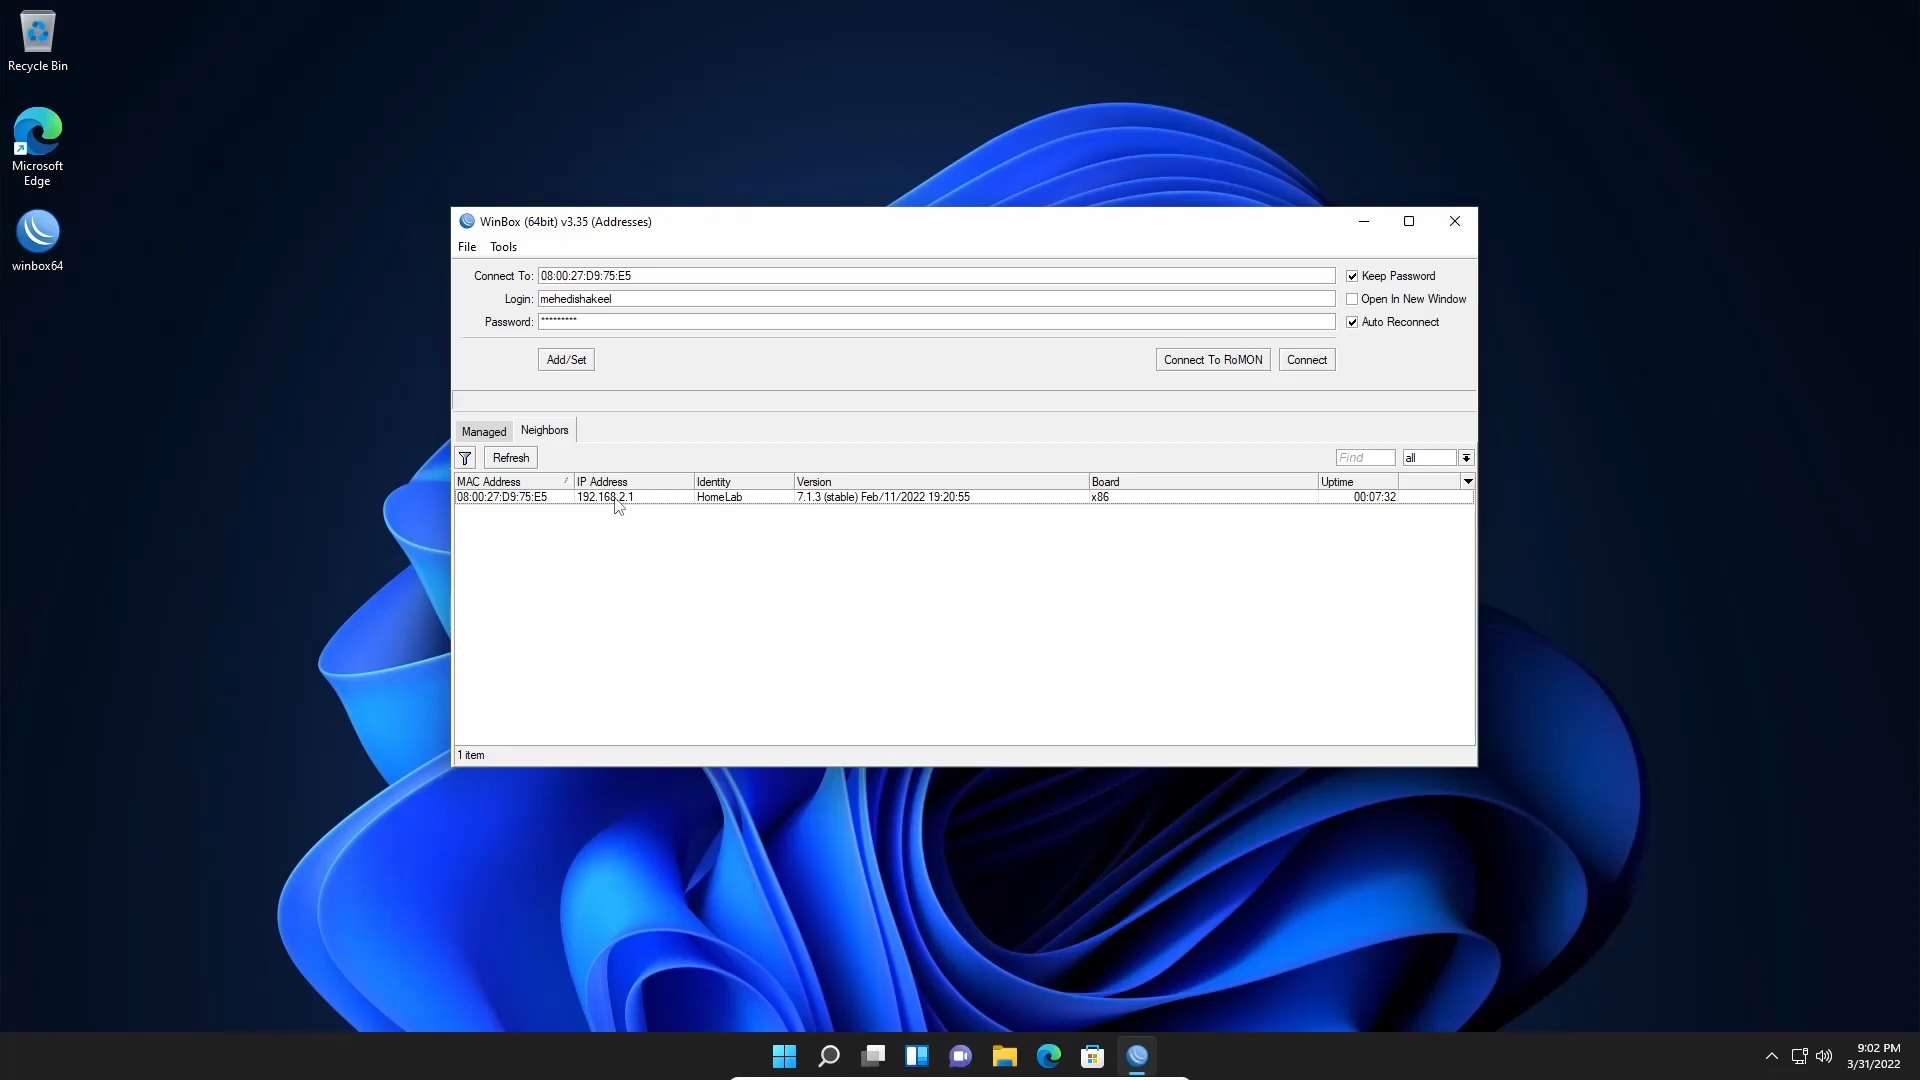 Recycle Bin
Microsoft
Edge
winbox64
WinBox (64bit) v3.35 (Addresses)
File Tools
Connect To: 08:00:27:D9:75:E5
Keep Password
Login: mehedishakeel
Open In New Window
Password: *********
Auto Reconnect
Add/Set Connect To RoMON Connect
Managed Neighbors
Refresh Find all
MAC Address IP Address Identity Version Board Uptime
08:00:27:D9:75:E5 192.168.2.1 HomeLab 7.1.3 (stable) Feb/11/2022 19:20:55 x86 00:07:32
1 item
9:02 PM
3/31/2022